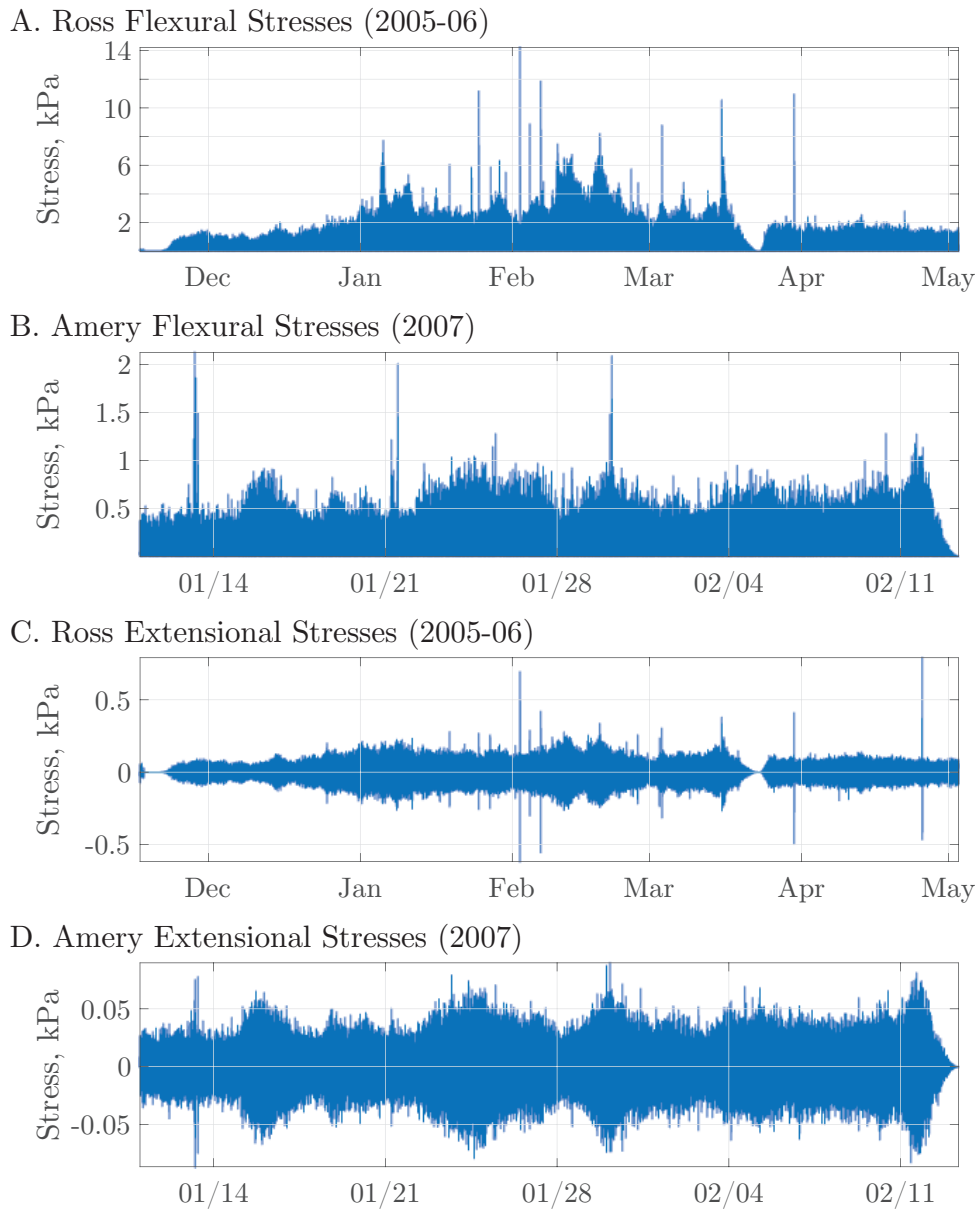 A. Ross Flexural Stresses (2005-06)
Stress, kPa
14
10
6
2
Dec Jan Feb Mar Apr May
B. Amery Flexural Stresses (2007)
Stress, kPa
2
1.5
1
0.5
01/14 01/21 01/28 02/04 02/11
C. Ross Extensional Stresses (2005-06)
Stress, kPa
0.5
0
-0.5
Dec Jan Feb Mar Apr May
D. Amery Extensional Stresses (2007)
Stress, kPa
0.05
0
-0.05
01/14 01/21 01/28 02/04 02/11